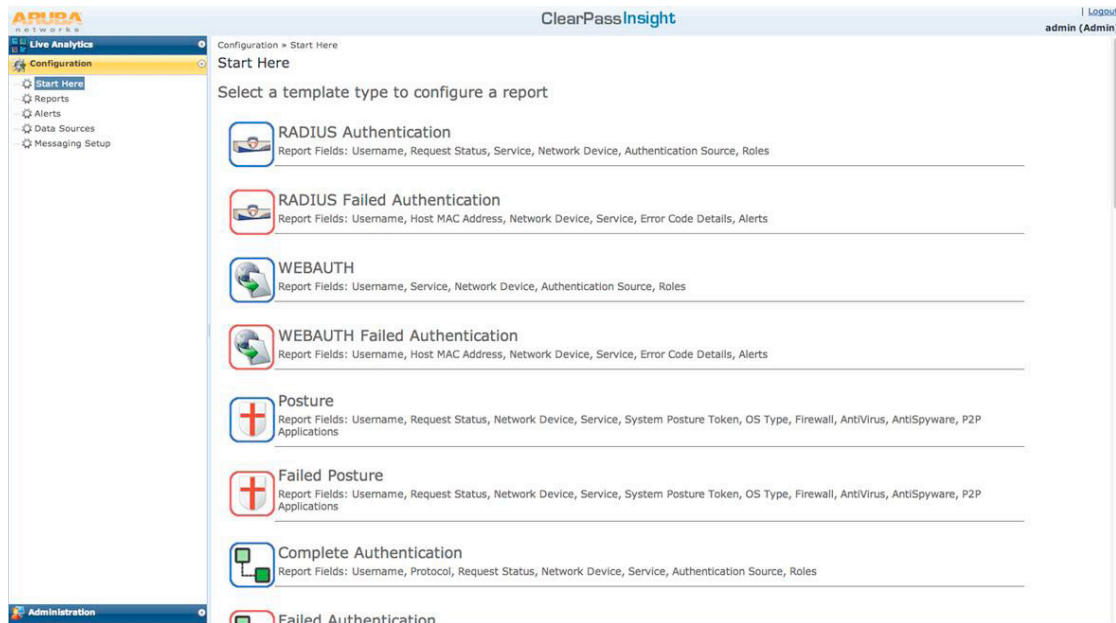 ARUBA
networks
ClearPass Insight
| Logout
admin (Admin)
Live Analytics
Configuration
Start Here
Reports
Alerts
Data Sources
Messaging Setup
Administration
Configuration » Start Here
Start Here
Select a template type to configure a report
RADIUS Authentication
Report Fields: Username, Request Status, Service, Network Device, Authentication Source, Roles
RADIUS Failed Authentication
Report Fields: Username, Host MAC Address, Network Device, Service, Error Code Details, Alerts
WEBAUTH
Report Fields: Username, Service, Network Device, Authentication Source, Roles
WEBAUTH Failed Authentication
Report Fields: Username, Host MAC Address, Network Device, Service, Error Code Details, Alerts
Posture
Report Fields: Username, Request Status, Network Device, Service, System Posture Token, OS Type, Firewall, AntiVirus, AntiSpyware, P2P
Applications
Failed Posture
Report Fields: Username, Request Status, Network Device, Service, System Posture Token, OS Type, Firewall, AntiVirus, AntiSpyware, P2P
Applications
Complete Authentication
Report Fields: Username, Protocol, Request Status, Network Device, Service, Authentication Source, Roles
Failed Authentication